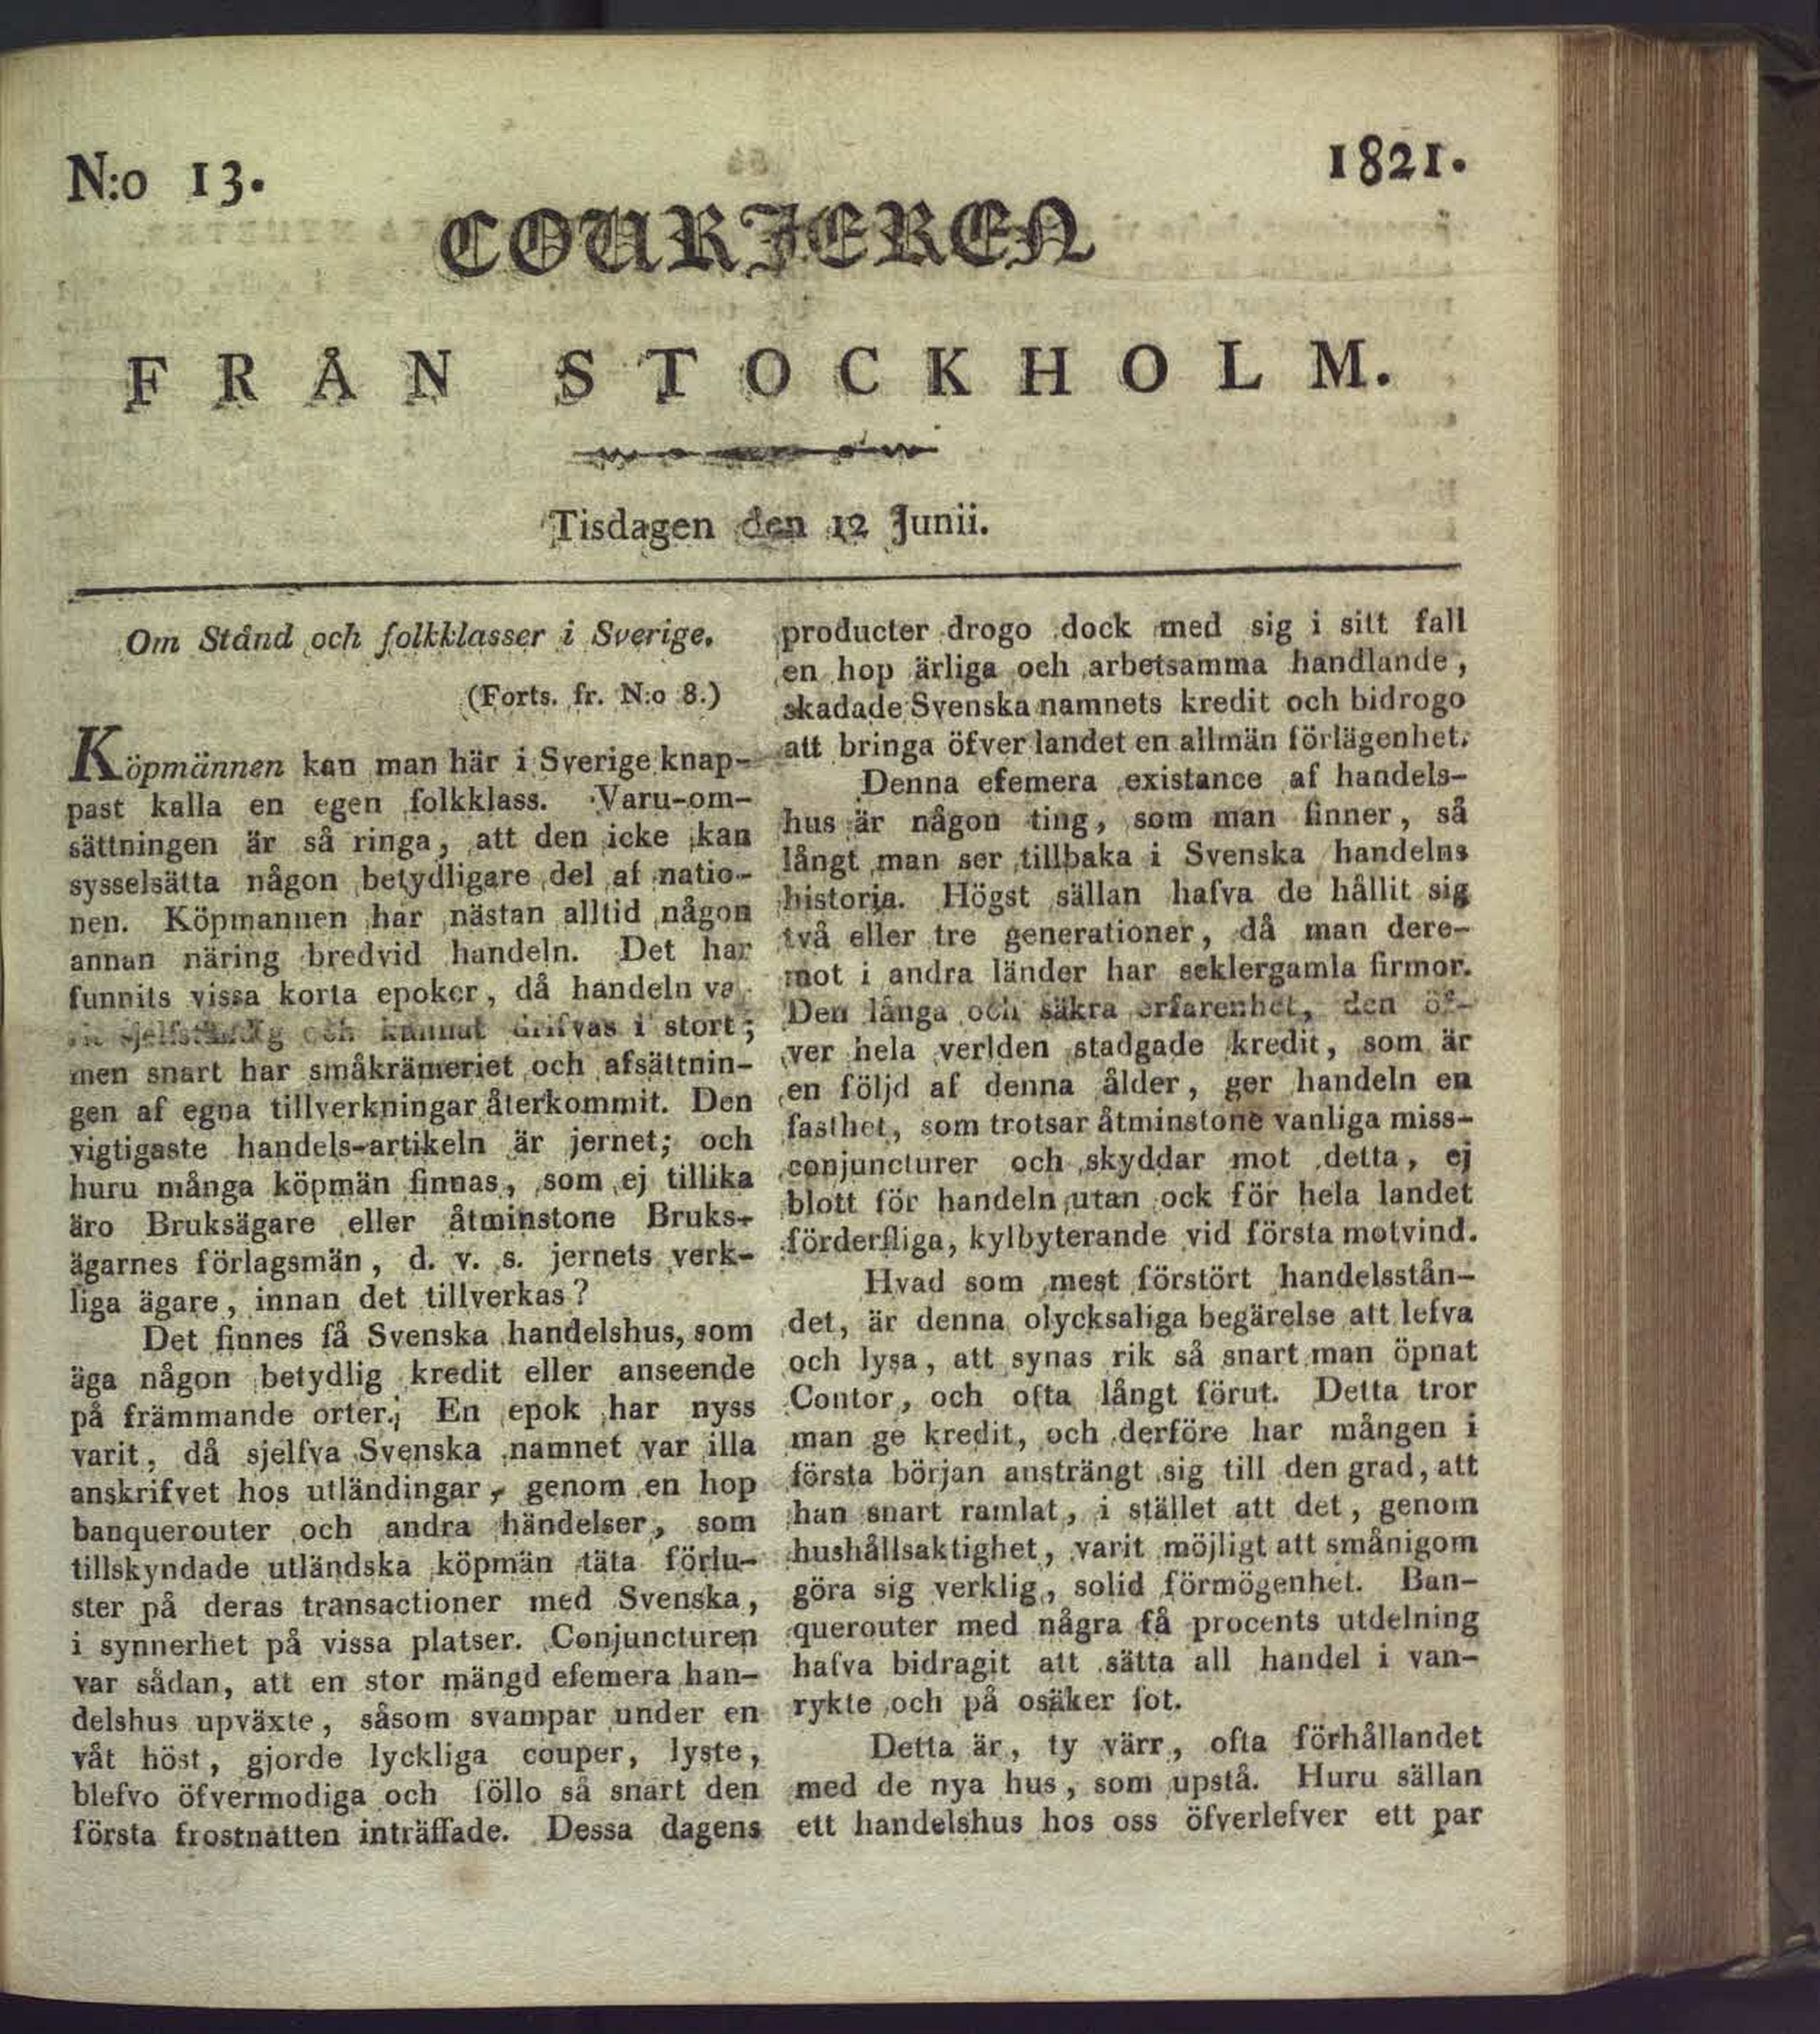 N:o 13.
1821.
COURIEREN
FRÅN STOCKHOLM.
Tisdagen den 12 Junii.
Om Stånd och folkklasser i Sverige.
(Forts. fr. N:o 8.)
Köpmännen kan man här i Sverige knap-
past kalla en egen folkklass. Varu-om-
sättningen är så ringa, att den icke kan
sysselsätta någon betydligare del af natio-
nen. Köpmannen har nästan alltid någon
annan näring bredvid handeln. Det har
funnits vissa korta epoker, då handeln va-
rit sjelfständig och kunnat drifvas i stort;
men snart har småkrämeriet och afsättnin-
gen af egna tillverkningar återkommit. Den
vigtigaste handels-artikeln är jernet; och
huru många köpmän finnas, som ej tillika
äro Bruksägare eller åtminstone Bruks-
ägarnes förlagsmän, d. v. s. jernets verk-
liga ägare, innan det tillverkas?
Det finnes få Svenska handelshus, som
äga någon betydlig kredit eller anseende
på främmande orter.; En epok har nyss
varit, då sjelfva Svenska namnet var illa
anskrifvet hos utländingar, genom en hop
banquerouter och andra händelser, som
tillskyndade utländska köpmän täta förlu-
ster på deras transactioner med Svenska,
i synnerhet på vissa platser. Conjuncturen
var sådan, att en stor mängd efemera han-
delshus upväxte, såsom svampar under en
våt höst, gjorde lyckliga couper, lyste,
blefvo öfvermodiga och föllo så snart den
första frostnatten inträffade. Dessa dagens
producter drogo dock med sig i sitt fall
en hop ärliga och arbetsamma handlande,
skadade Svenska namnets kredit och bidrogo
att bringa öfver landet en allmän förlägenhet.
Denna efemera existance af handels-
hus är någon ting, som man finner, så
långt man ser tillbaka i Svenska handelns
historia. Högst sällan hafva de hållit sig
två eller tre generationer, då man dere-
mot i andra länder har seklergamla firmor.
Den långa och säkra erfarenhet, den öf-
ver hela verlden stadgade kredit, som är
en följd af denna ålder, ger handeln en
fasthet, som trotsar åtminstone vanliga miss-
conjuncturer och skyddar mot detta, ej
blott för handeln utan ock för hela landet
förderfliga, kylbyterande vid första motvind.
Hvad som mest förstört handelsstån-
det, är denna olycksaliga begärelse att lefva
och lysa, att synas rik så snart man öpnat
Contor, och ofta långt förut. Detta tror
man ge kredit, och derföre har mången i
första början ansträngt sig till den grad, att
han snart ramlat, i stället att det, genom
hushållsaktighet, varit möjligt att smånigom
göra sig verklig, solid förmögenhet. Ban-
querouter med några få procents utdelning
hafva bidragit att sätta all handel i van-
rykte och på osäker fot.
Detta är, ty värr, ofta förhållandet
med de nya hus, som upstå. Huru sällan
ett handelshus hos oss öfverlefver ett par